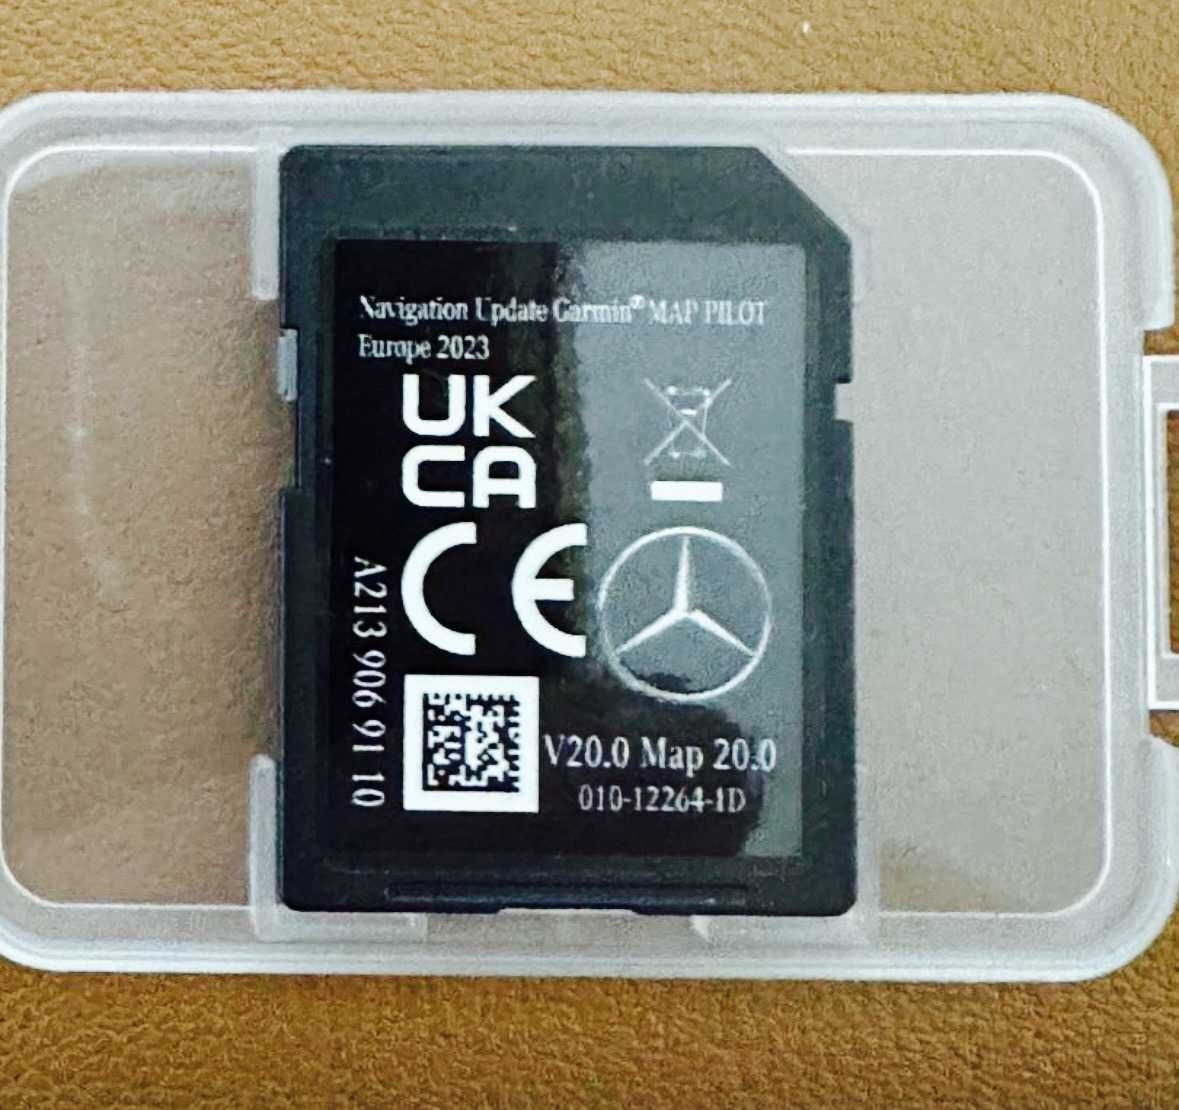 Navigation Update Garmin® MAP PILOT
Europe 2023
UK
CA
CE
A213 906 91 10
V20.0 Map 20.0
010-12264-1D